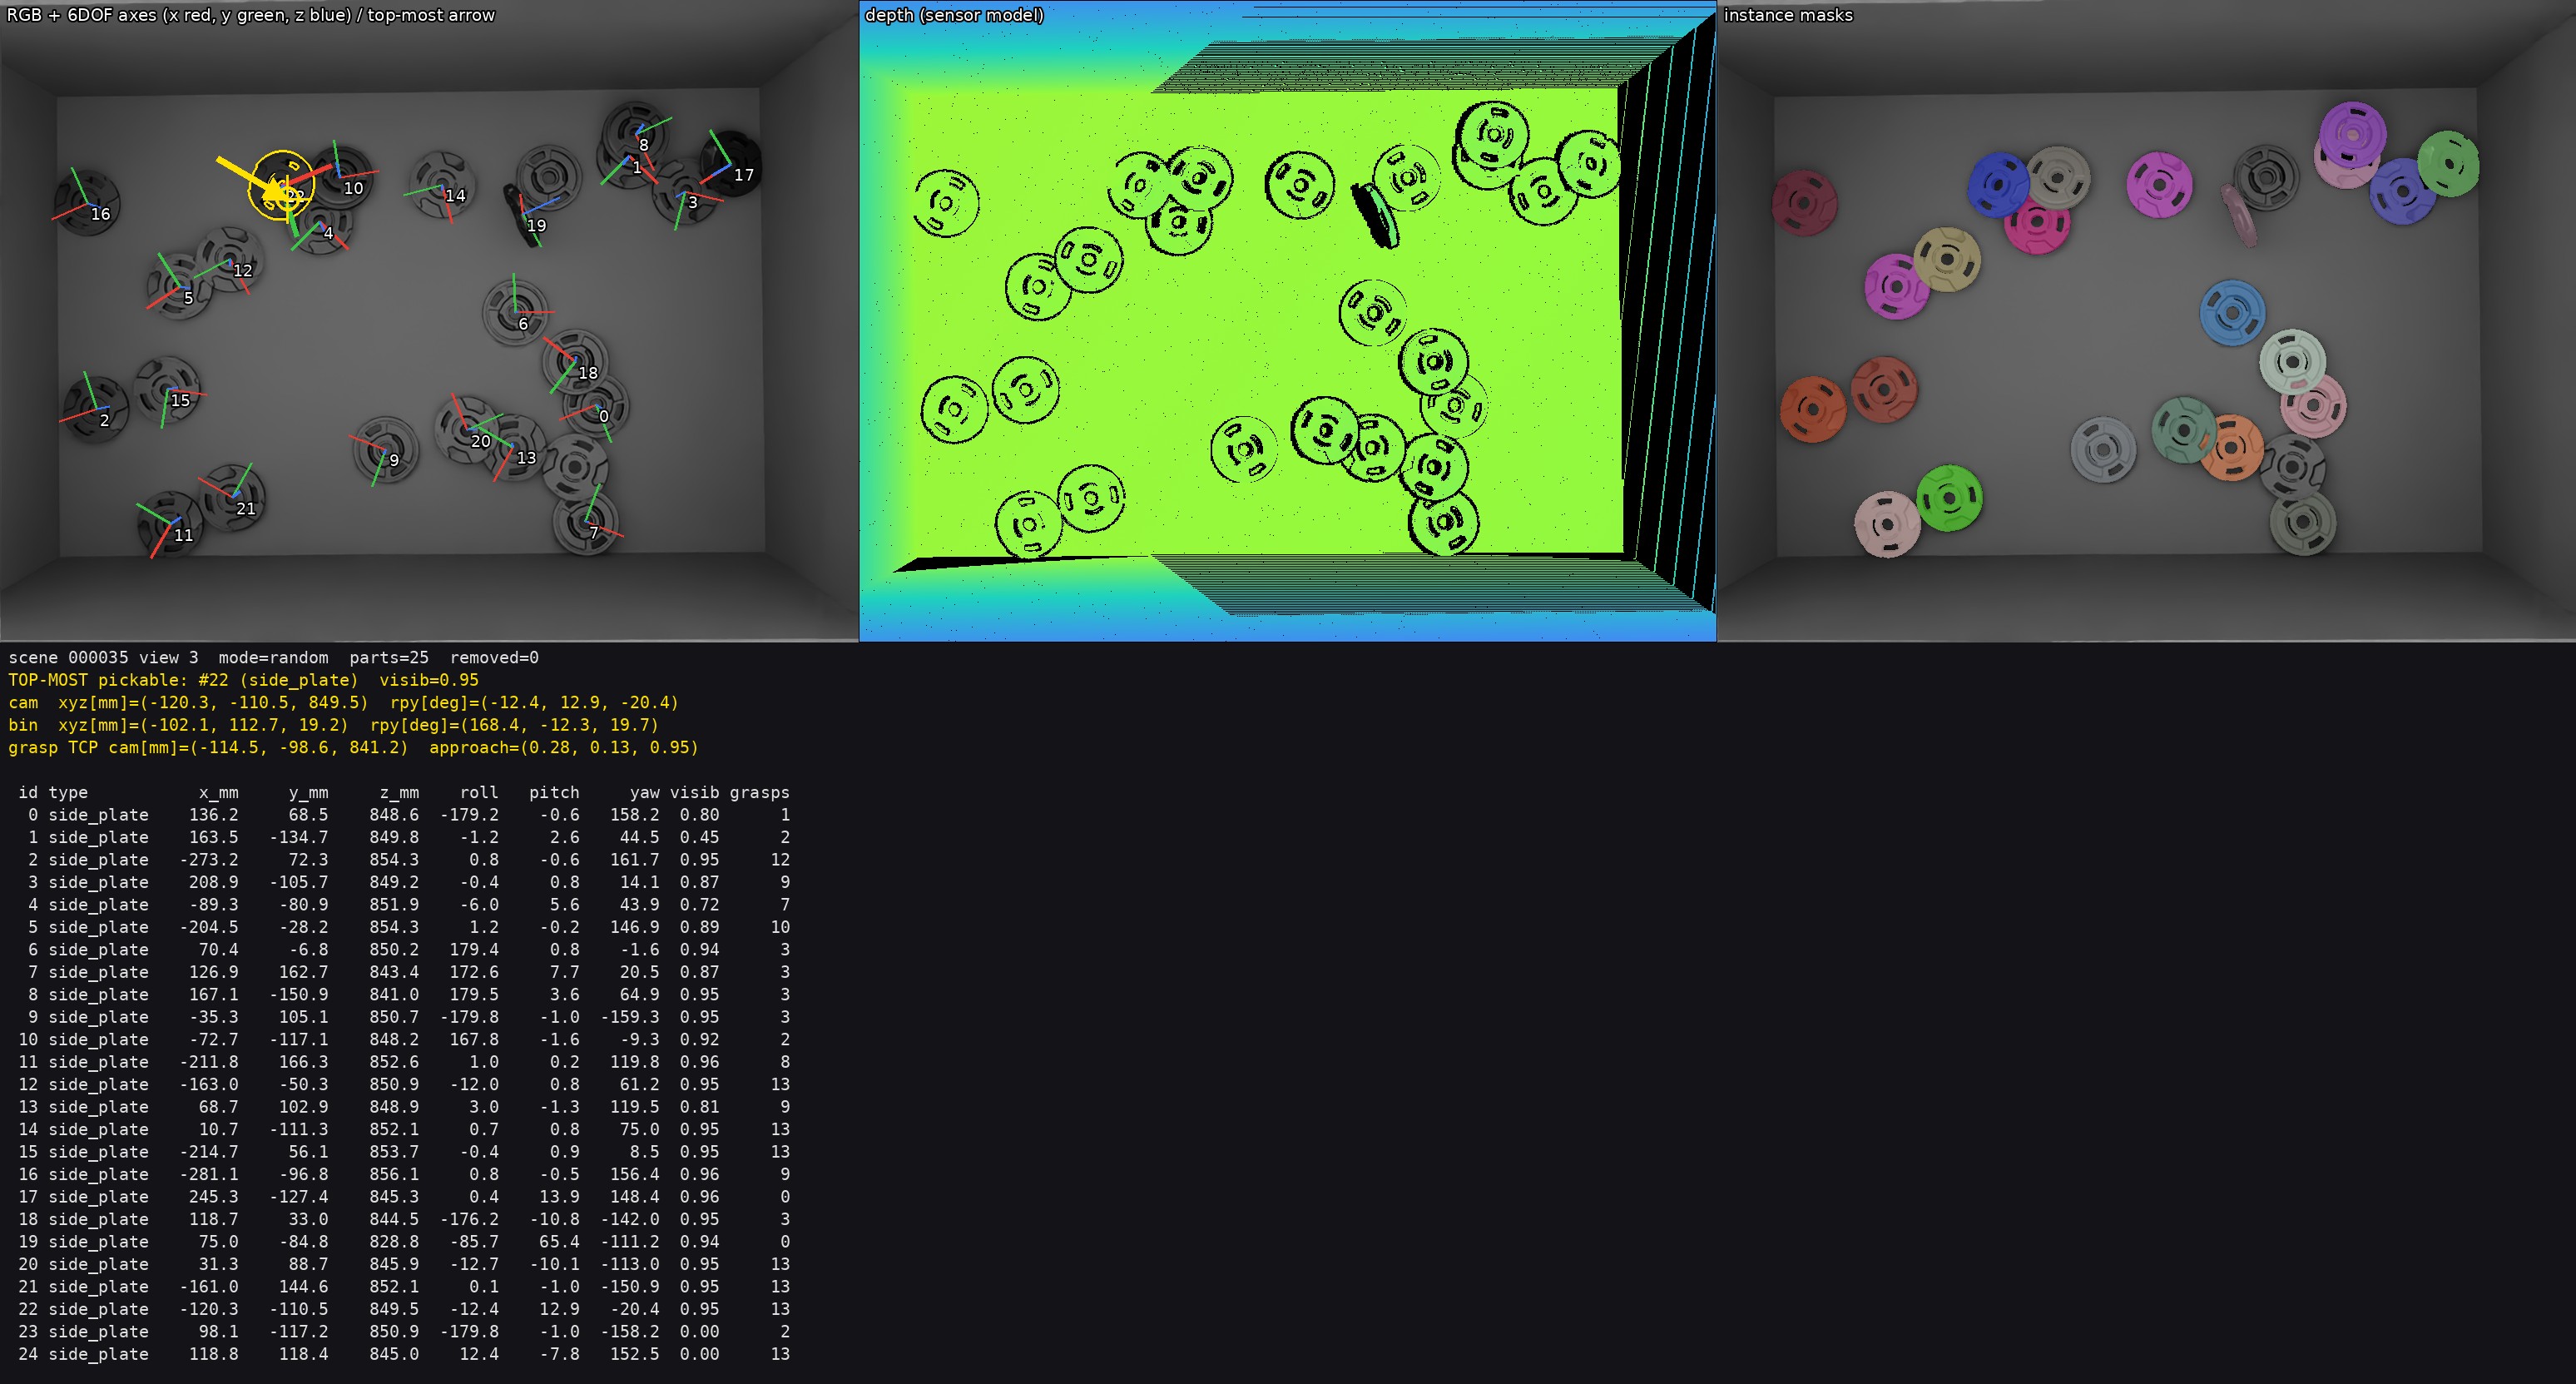 RGB + 6DOF axes (x red, y green, z blue) / top-most arrow
depth (sensor model)
instance masks
8
1
17
10
3
16
14
19
4
12
5
6
18
0
15
2
20
13
9
21
7
11
scene 000035 view 3  mode=random  parts=25  removed=0
TOP-MOST pickable: #22 (side_plate)  visib=0.95
cam  xyz[mm]=(-120.3, -110.5, 849.5)  rpy[deg]=(-12.4, 12.9, -20.4)
bin  xyz[mm]=(-102.1, 112.7, 19.2)  rpy[deg]=(168.4, -12.3, 19.7)
grasp TCP cam[mm]=(-114.5, -98.6, 841.2)  approach=(0.28, 0.13, 0.95)
id type x_mm y_mm z_mm roll pitch yaw visib grasps
0 side_plate 136.2 68.5 848.6 -179.2 -0.6 158.2 0.80 1
1 side_plate 163.5 -134.7 849.8 -1.2 2.6 44.5 0.45 2
2 side_plate -273.2 72.3 854.3 0.8 -0.6 161.7 0.95 12
3 side_plate 208.9 -105.7 849.2 -0.4 0.8 14.1 0.87 9
4 side_plate -89.3 -80.9 851.9 -6.0 5.6 43.9 0.72 7
5 side_plate -204.5 -28.2 854.3 1.2 -0.2 146.9 0.89 10
6 side_plate 70.4 -6.8 850.2 179.4 0.8 -1.6 0.94 3
7 side_plate 126.9 162.7 843.4 172.6 7.7 20.5 0.87 3
8 side_plate 167.1 -150.9 841.0 179.5 3.6 64.9 0.95 3
9 side_plate -35.3 105.1 850.7 -179.8 -1.0 -159.3 0.95 3
10 side_plate -72.7 -117.1 848.2 167.8 -1.6 -9.3 0.92 2
11 side_plate -211.8 166.3 852.6 1.0 0.2 119.8 0.96 8
12 side_plate -163.0 -50.3 850.9 -12.0 0.8 61.2 0.95 13
13 side_plate 68.7 102.9 848.9 3.0 -1.3 119.5 0.81 9
14 side_plate 10.7 -111.3 852.1 0.7 0.8 75.0 0.95 13
15 side_plate -214.7 56.1 853.7 -0.4 0.9 8.5 0.95 13
16 side_plate -281.1 -96.8 856.1 0.8 -0.5 156.4 0.96 9
17 side_plate 245.3 -127.4 845.3 0.4 13.9 148.4 0.96 0
18 side_plate 118.7 33.0 844.5 -176.2 -10.8 -142.0 0.95 3
19 side_plate 75.0 -84.8 828.8 -85.7 65.4 -111.2 0.94 0
20 side_plate 31.3 88.7 845.9 -12.7 -10.1 -113.0 0.95 13
21 side_plate -161.0 144.6 852.1 0.1 -1.0 -150.9 0.95 13
22 side_plate -120.3 -110.5 849.5 -12.4 12.9 -20.4 0.95 13
23 side_plate 98.1 -117.2 850.9 -179.8 -1.0 -158.2 0.00 2
24 side_plate 118.8 118.4 845.0 12.4 -7.8 152.5 0.00 13